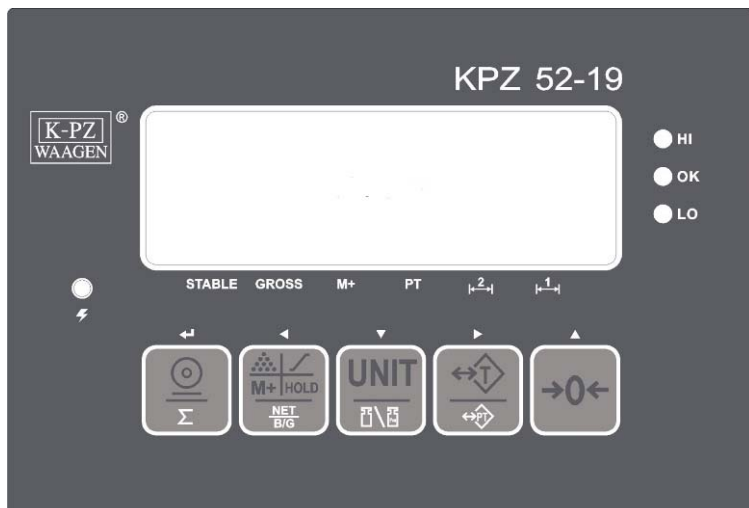 KPZ 52-19
K-PZ ®
WAAGEN
HI
OK
LO
STABLE GROSS M+ PT 2 1
M+ HOLD UNIT T →0←
Σ NET B/G PT